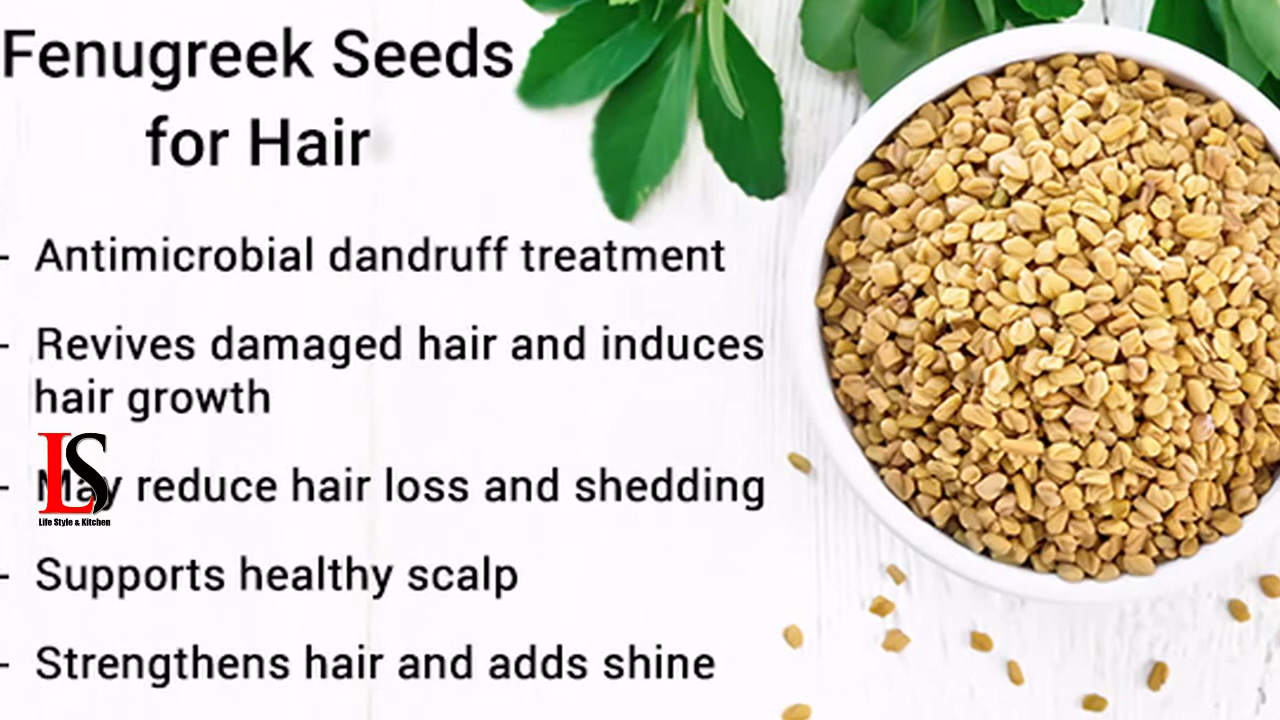 Fenugreek Seeds
for Hair
- Antimicrobial dandruff treatment
- Revives damaged hair and induces
hair growth
- May reduce hair loss and shedding
LS
Life Style & Kitchen
- Supports healthy scalp
- Strengthens hair and adds shine